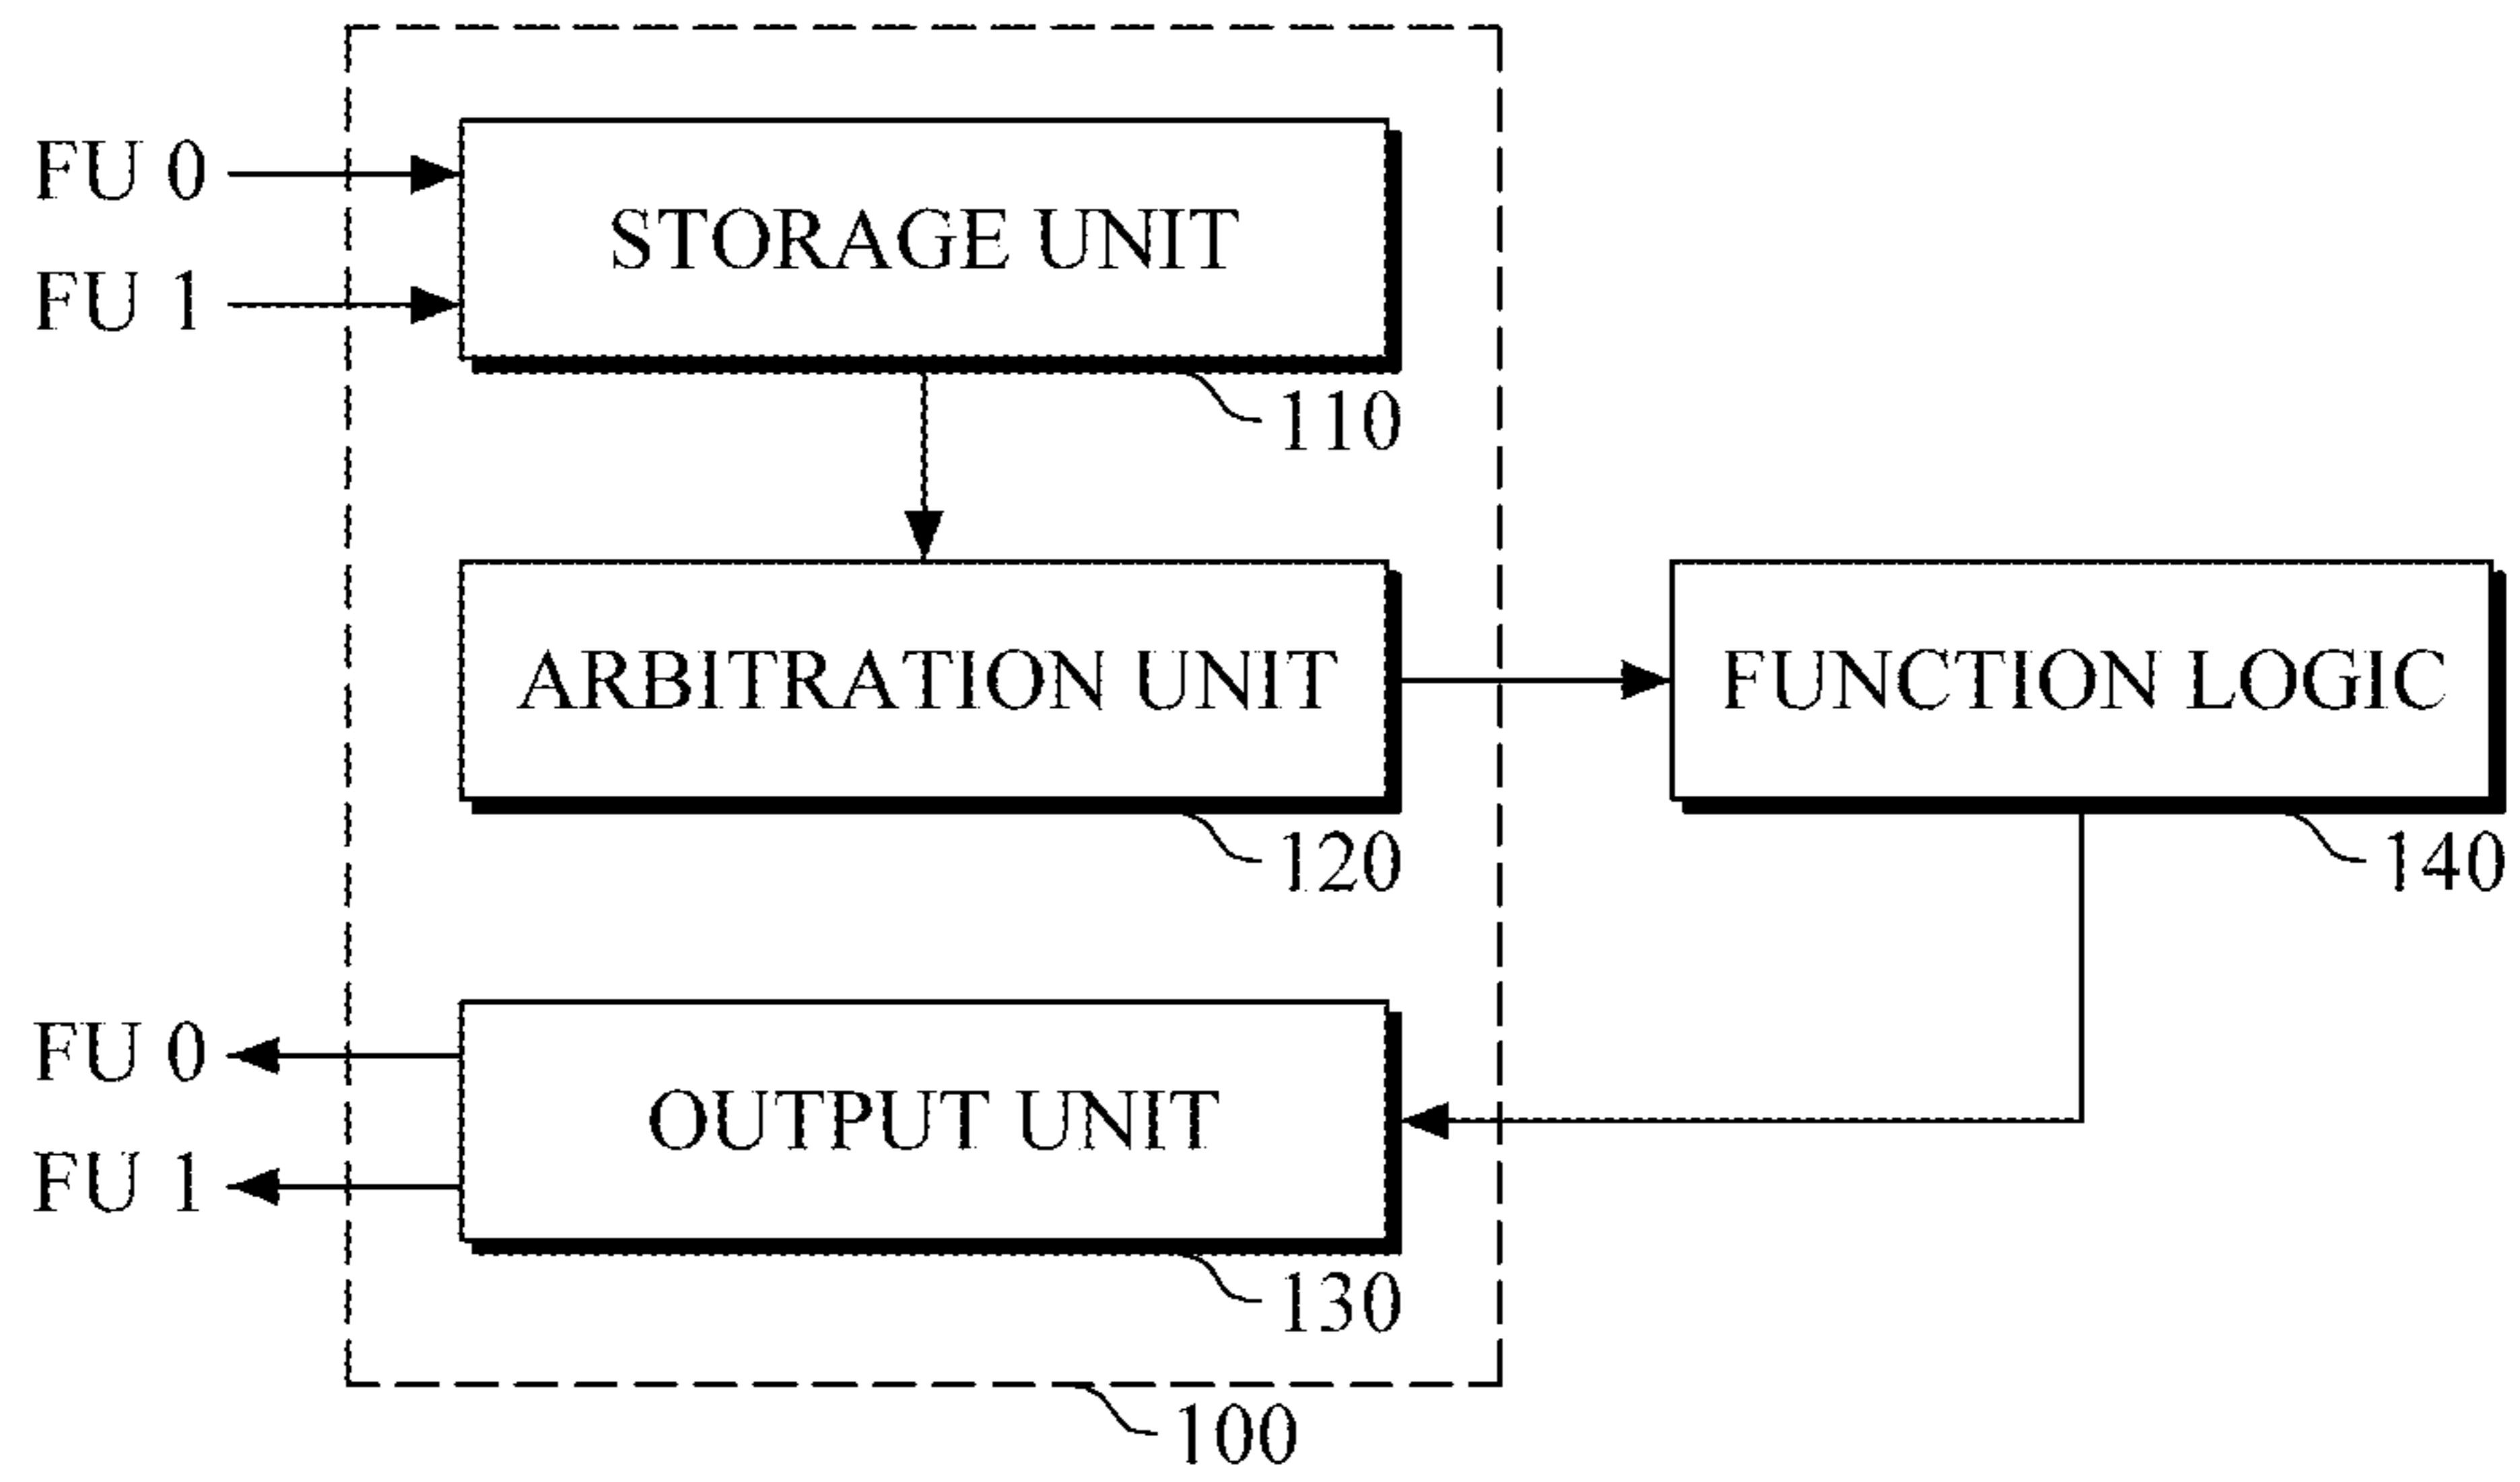 FU 0
STORAGE UNIT
FU 1
110
ARBITRATION UNIT
FUNCTION LOGIC
120
140
FU 0
OUTPUT UNIT
FU 1
130
100